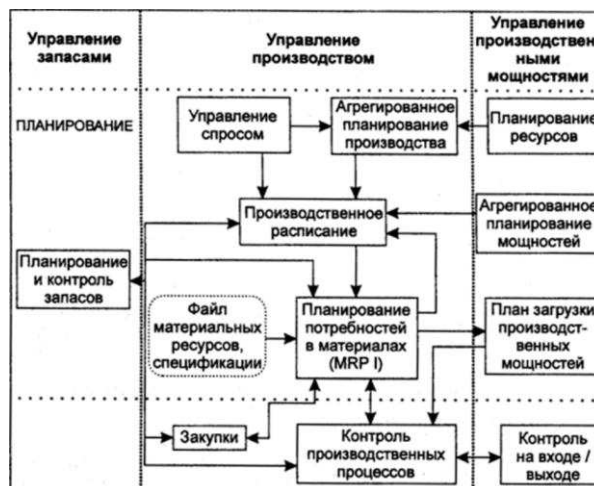 Управление
запасами
Управление
производством
Управление
производствен
ными
мощностями
ПЛАНИРОВАНИЕ
Управление
спросом
Агрегированное
планирование
производства
Планирование
ресурсов
Производственное
расписание
Агрегированное
планирование
мощностей
Планирование
и контроль
запасов
Файл
материальных
ресурсов,
спецификации
Планирование
потребностей
в материалах
(MRP I)
План загрузки
производст-
венных
мощностей
Закупки
Контроль
производственных
процессов
Контроль
на входе /
выходе